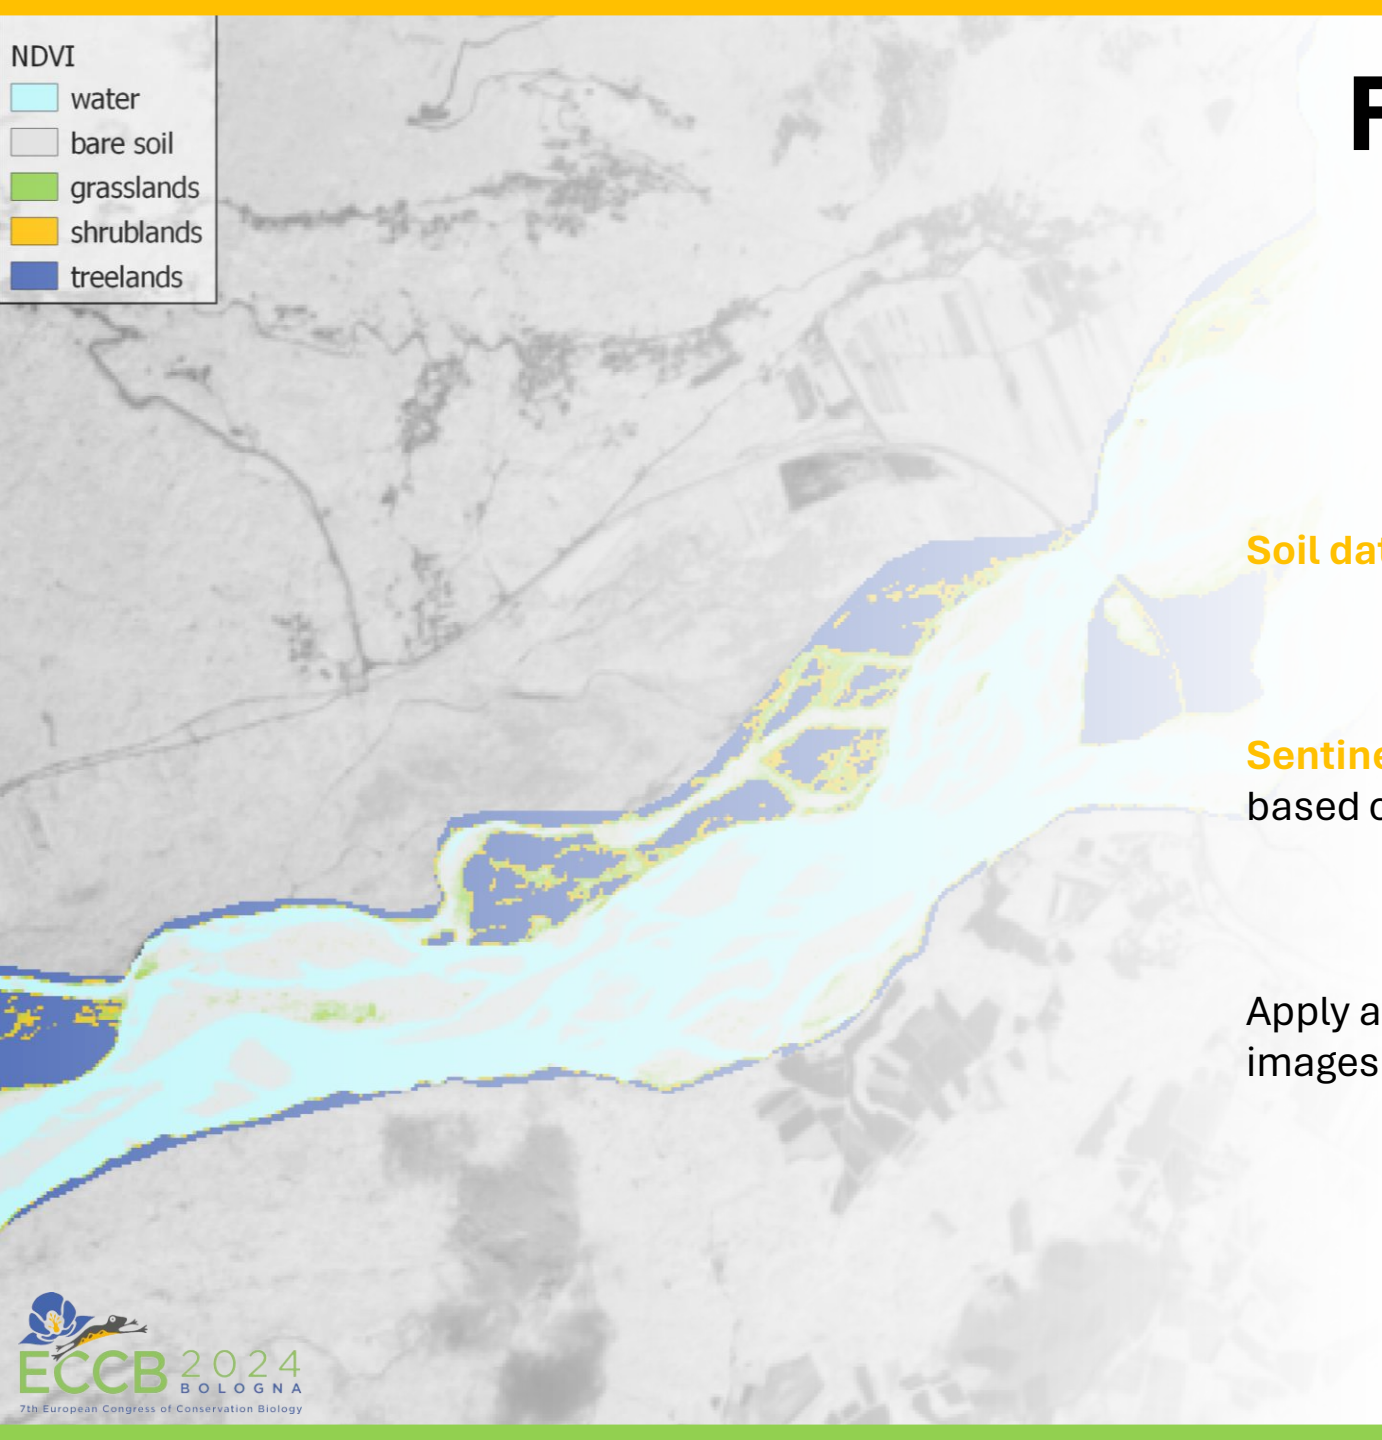 NDVI
water
bare soil
grasslands
shrublands
treelands
F
Soil dat
Sentine
based o
Apply a
images
ECCB 2024
BOLOGNA
7th European Congress of Conservation Biology